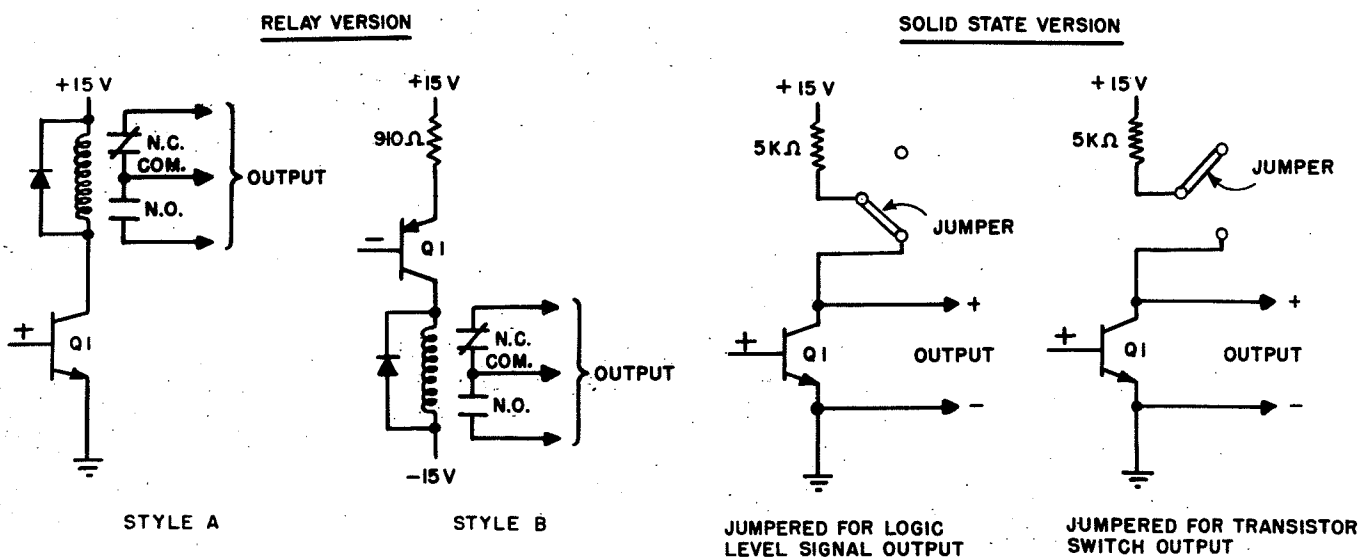 RELAY VERSION
+15 V
N.C.
COM.
N.O.
OUTPUT
+
Q1
STYLE A
+15 V
910Ω
−
Q1
N.C.
COM.
N.O.
OUTPUT
−15V
STYLE B
SOLID STATE VERSION
+15 V
5KΩ
JUMPER
+
+
Q1
OUTPUT
−
JUMPERED FOR LOGIC
LEVEL SIGNAL OUTPUT
+15 V
5KΩ
JUMPER
+
+
Q1
OUTPUT
−
JUMPERED FOR TRANSISTOR
SWITCH OUTPUT